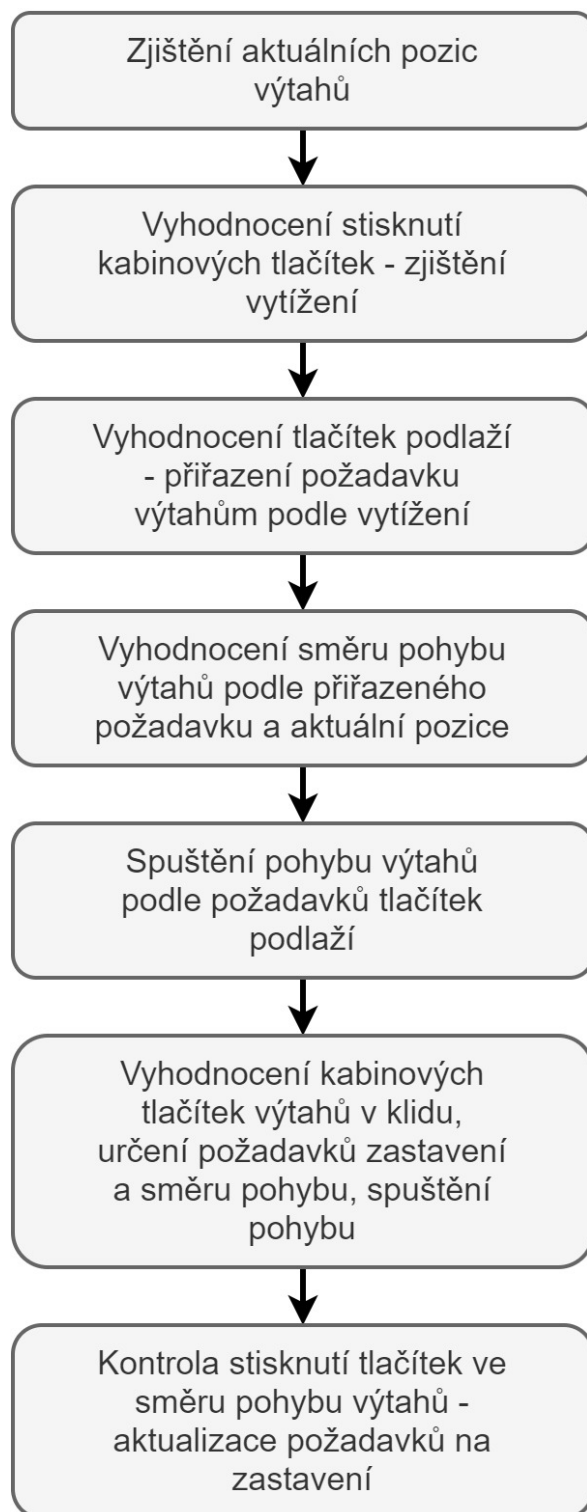 Zjištění aktuálních pozic
výtahů
Vyhodnocení stisknutí
kabinových tlačítek - zjištění
vytížení
Vyhodnocení tlačítek podlaží
- přiřazení požadavku
výtahům podle vytížení
Vyhodnocení směru pohybu
výtahů podle přiřazeného
požadavku a aktuální pozice
Spuštění pohybu výtahů
podle požadavků tlačítek
podlaží
Vyhodnocení kabinových
tlačítek výtahů v klidu,
určení požadavků zastavení
a směru pohybu, spuštění
pohybu
Kontrola stisknutí tlačítek ve
směru pohybu výtahů -
aktualizace požadavků na
zastavení